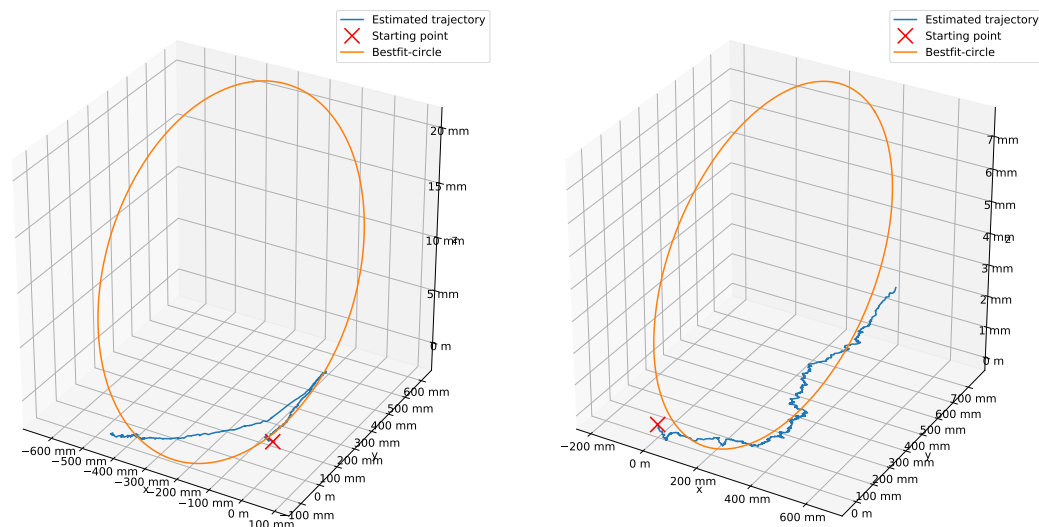 Estimated trajectory
Starting point
Bestfit-circle
20 mm
15 mm
10 mm
z
5 mm
0 m
600 mm
500 mm
400 mm
300 mm
200 mm
100 mm
0 m
−100 mm
y
−600 mm
−500 mm
−400 mm
−300 mm
−200 mm
−100 mm
0 m
100 mm
x
Estimated trajectory
Starting point
Bestfit-circle
7 mm
6 mm
5 mm
4 mm
z
3 mm
2 mm
1 mm
0 m
700 mm
600 mm
500 mm
400 mm
300 mm
200 mm
100 mm
0 m
y
−200 mm
0 m
200 mm
400 mm
600 mm
x